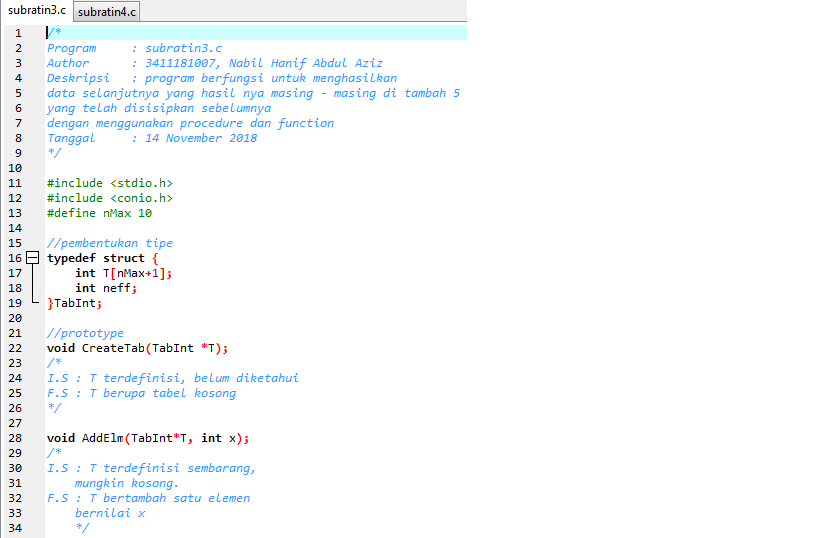 subratin3.c subratin4.c
1 /*
2 Program     : subratin3.c
3 Author      : 3411181007, Nabil Hanif Abdul Aziz
4 Deskripsi   : program berfungsi untuk menghasilkan
5 data selanjutnya yang hasil nya masing - masing di tambah 5
6 yang telah disisipkan sebelumnya
7 dengan menggunakan procedure dan function
8 Tanggal     : 14 November 2018
9 */
10
11 #include <stdio.h>
12 #include <conio.h>
13 #define nMax 10
14
15 //pembentukan tipe
16 typedef struct {
17     int T[nMax+1];
18     int neff;
19 }TabInt;
20
21 //prototype
22 void CreateTab(TabInt *T);
23 /*
24 I.S : T terdefinisi, belum diketahui
25 F.S : T berupa tabel kosong
26 */
27
28 void AddElm(TabInt*T, int x);
29 /*
30 I.S : T terdefinisi sembarang,
31     mungkin kosong.
32 F.S : T bertambah satu elemen
33     bernilai x
34     */